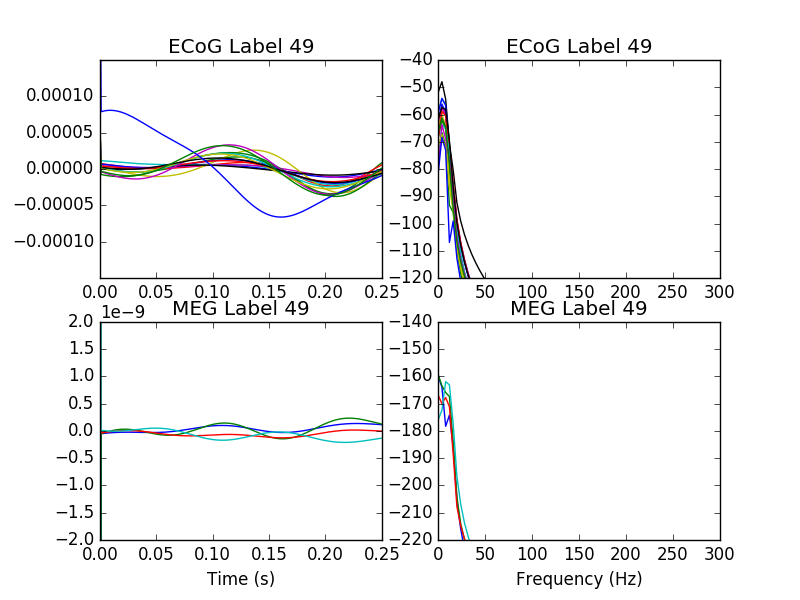 ECoG Label 49
0.00010
0.00005
0.00000
−0.00005
−0.00010
0.00 0.05 0.10 0.15 0.20 0.25
ECoG Label 49
−40
−50
−60
−70
−80
−90
−100
−110
−120
0 50 100 150 200 250 300
MEG Label 49
1e−9
2.0
1.5
1.0
0.5
0.0
−0.5
−1.0
−1.5
−2.0
0.00 0.05 0.10 0.15 0.20 0.25
Time (s)
MEG Label 49
−140
−150
−160
−170
−180
−190
−200
−210
−220
0 50 100 150 200 250 300
Frequency (Hz)